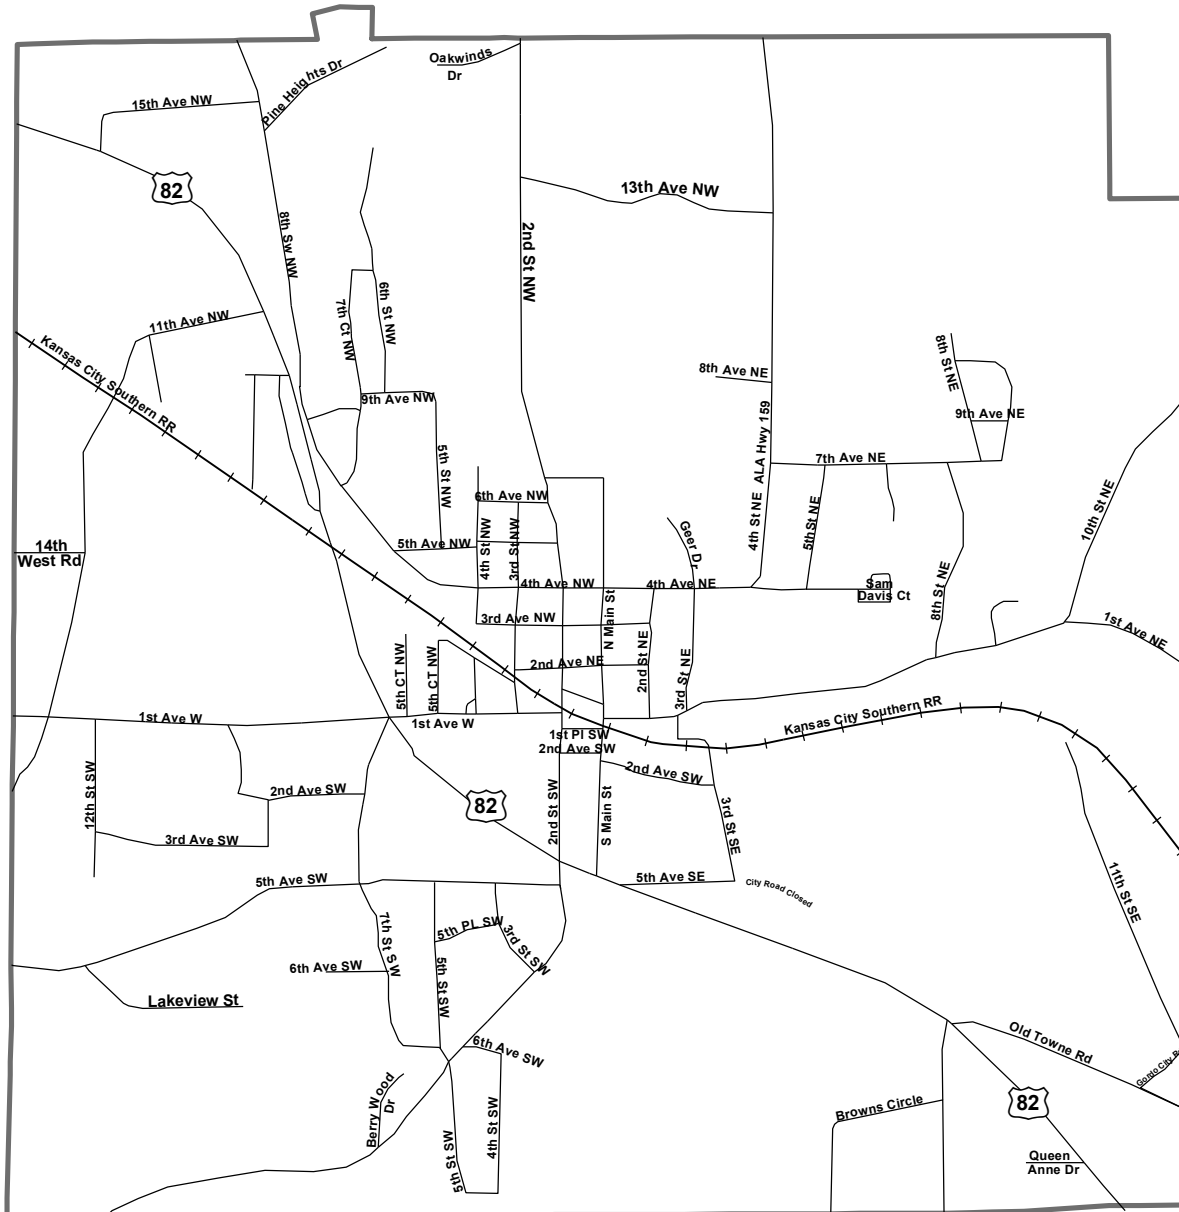 Oakwinds
Dr
Pine Heights Dr
15th Ave NW
82
13th Ave NW
8th Sw NW
2nd St NW
6th St NW
7th Ct NW
11th Ave NW
Kansas City Southern RR
8th Ave NE
8th St NE
9th Ave NW
9th Ave NE
ALA Hwy 159
5th St NW
7th Ave NE
6th Ave NW
10th St NE
4th St NE
5th St NE
Geer Dr
14th
West Rd
5th Ave NW
4th St NW
3rd St NW
4th Ave NW
4th Ave NE
Sam
Davis Ct
8th St NE
N Main St
3rd Ave NW
1st Ave NE
2nd Ave NE
2nd St NE
3rd St NE
5th CT NW
5th CT NW
1st Ave W
1st Ave W
Kansas City Southern RR
1st Pl SW
2nd Ave SW
2nd Ave SW
12th St SW
2nd Ave SW
82
2nd St SW
S Main St
3rd St SE
3rd Ave SW
5th Ave SW
5th Ave SE
City Road Closed
11th St SE
7th St SW
5th PL SW
3rd St SW
6th Ave SW
5th St SW
Lakeview St
6th Ave SW
Old Towne Rd
Gordo City R
Berry Wood
Dr
4th St SW
5th St SW
Browns Circle
82
Queen
Anne Dr